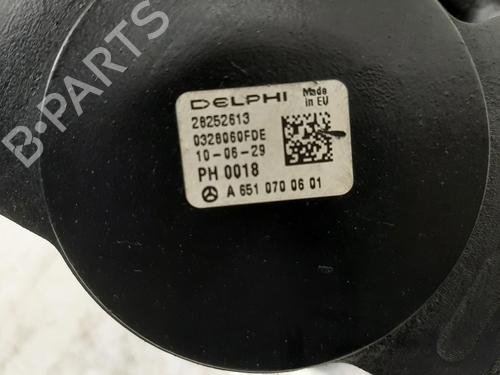 DELPHI Made in EU
28252613
0328060FDE
10-06-29
PH 0018
A 651 070 06 01
B-PARTS